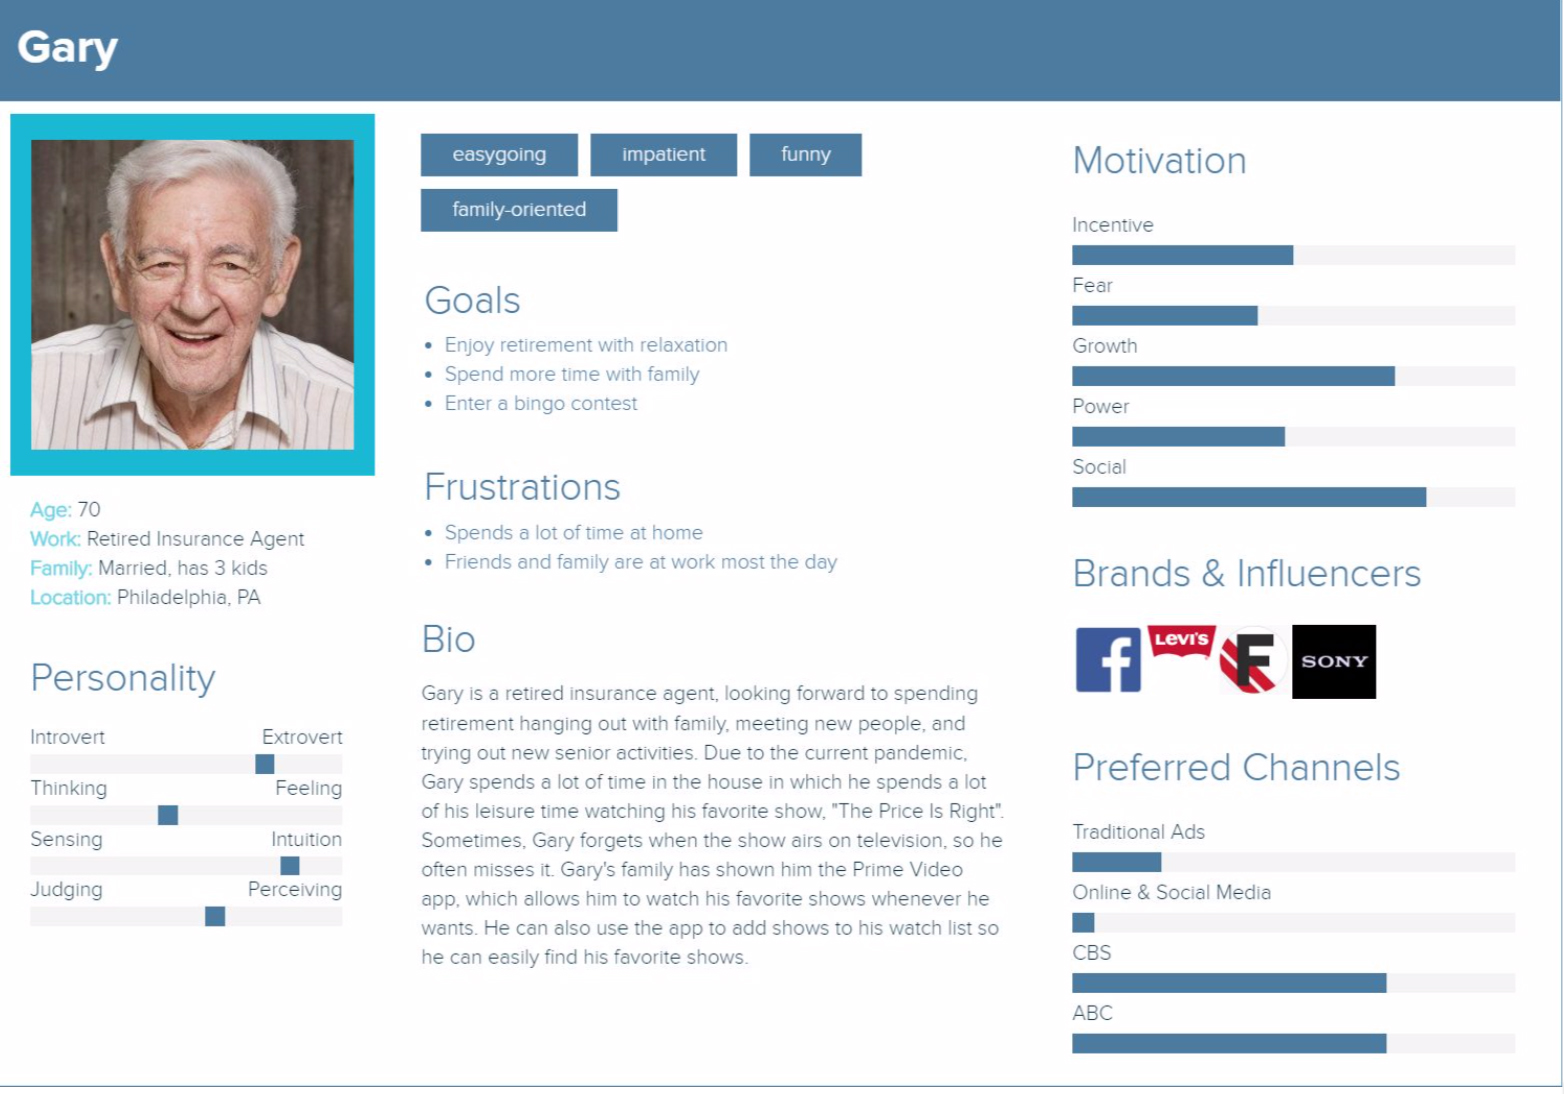 Gary
easygoing
impatient
funny
family-oriented
Age: 70
Work: Retired Insurance Agent
Family: Married, has 3 kids
Location: Philadelphia, PA
Personality
Introvert Extrovert
Thinking Feeling
Sensing Intuition
Judging Perceiving
Goals
• Enjoy retirement with relaxation
• Spend more time with family
• Enter a bingo contest
Frustrations
• Spends a lot of time at home
• Friends and family are at work most the day
Bio
Gary is a retired insurance agent, looking forward to spending
retirement hanging out with family, meeting new people, and
trying out new senior activities. Due to the current pandemic,
Gary spends a lot of time in the house in which he spends a lot
of his leisure time watching his favorite show, "The Price Is Right".
Sometimes, Gary forgets when the show airs on television, so he
often misses it. Gary's family has shown him the Prime Video
app, which allows him to watch his favorite shows whenever he
wants. He can also use the app to add shows to his watch list so
he can easily find his favorite shows.
Motivation
Incentive
Fear
Growth
Power
Social
Brands & Influencers
f
LEVI'S
F
SONY
Preferred Channels
Traditional Ads
Online & Social Media
CBS
ABC